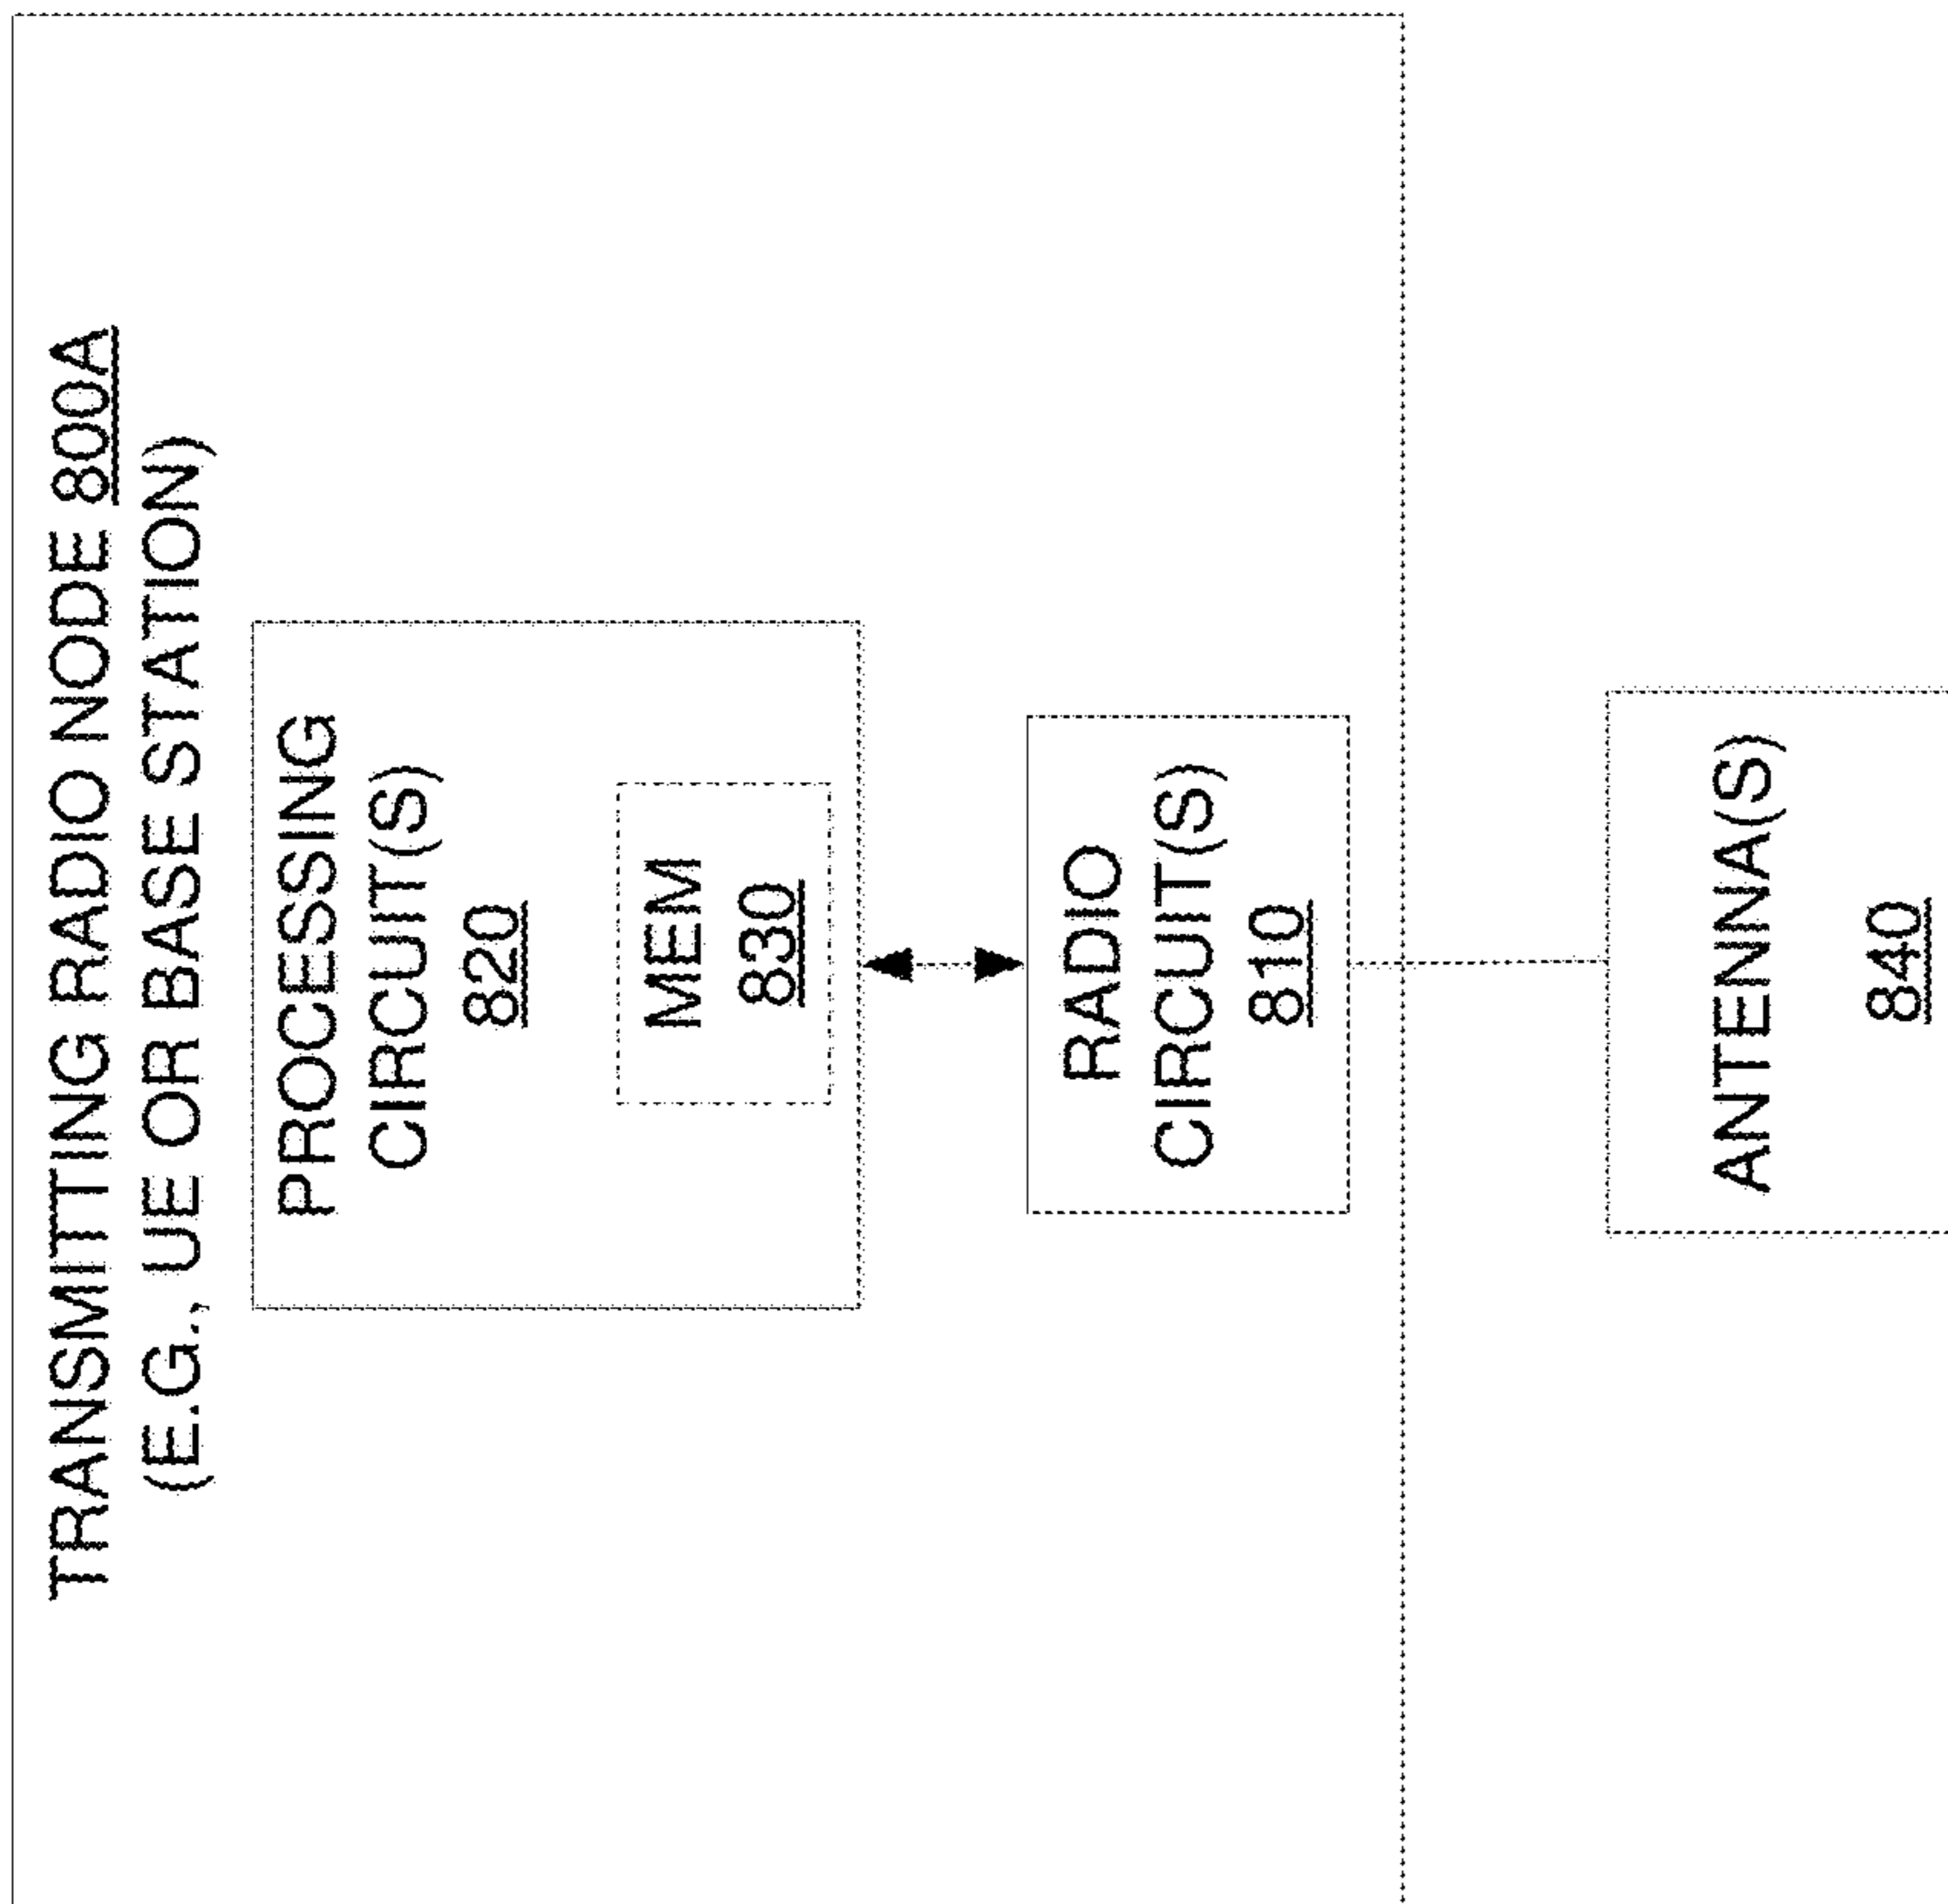 TRANSMITTING RADIO NODE 800A
(E.G., UE OR BASE STATION)
PROCESSING
CIRCUIT(S)
820
MEM
830
RADIO
CIRCUIT(S)
810
ANTENNA(S)
840